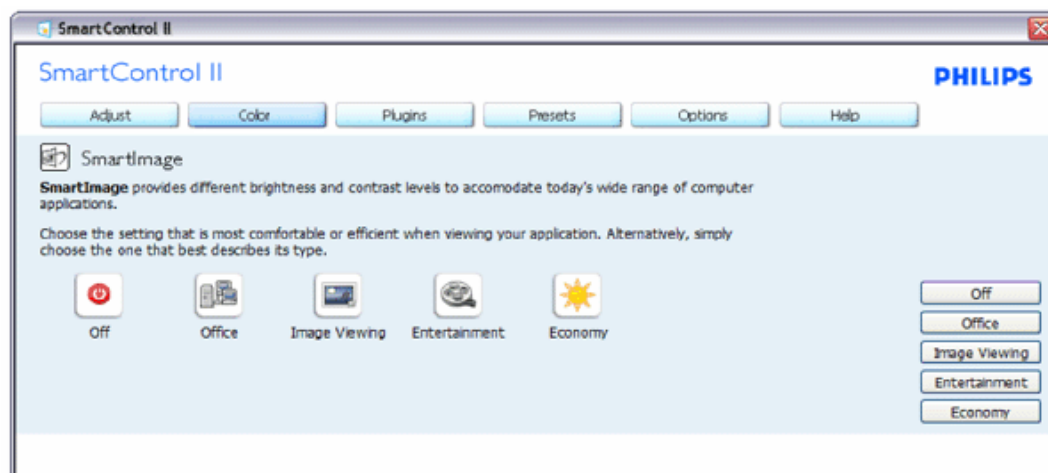 SmartControl II
SmartControl II
PHILIPS
Adjust Color Plugins Presets Options Help
SmartImage
SmartImage provides different brightness and contrast levels to accomodate today's wide range of computer
applications.
Choose the setting that is most comfortable or efficient when viewing your application. Alternatively, simply
choose the one that best describes its type.
Off Office Image Viewing Entertainment Economy
Off
Office
Image Viewing
Entertainment
Economy